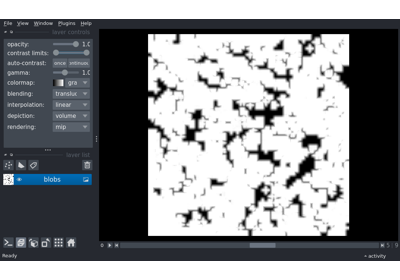 File View Window Plugins Help
layer controls
opacity: 1.0
contrast limits:
auto-contrast: once continuous
gamma: 1.0
colormap: gra
blending: translu
interpolation: linear
depiction: volume
rendering: mip
layer list
blobs
Ready
activity